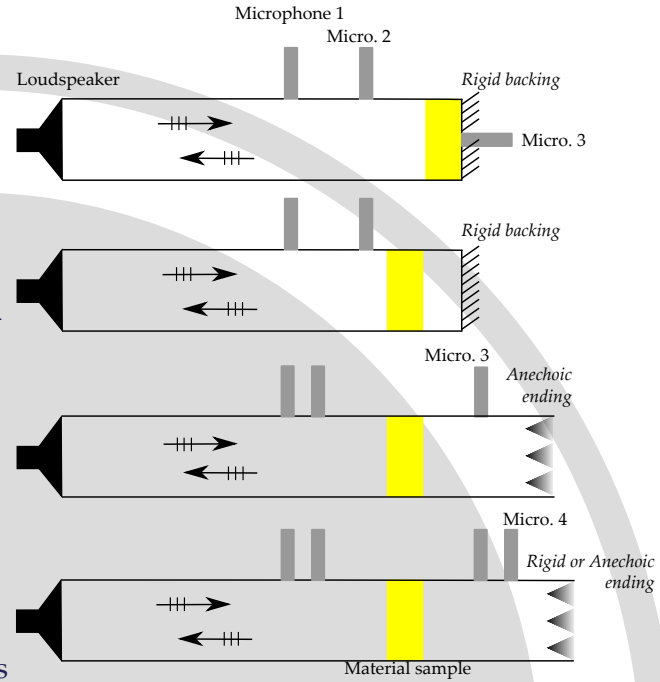 Microphone 1
Micro. 2
Loudspeaker
Rigid backing
Micro. 3
Rigid backing
Micro. 3
Anechoic
ending
Micro. 4
Rigid or Anechoic
ending
Material sample
s